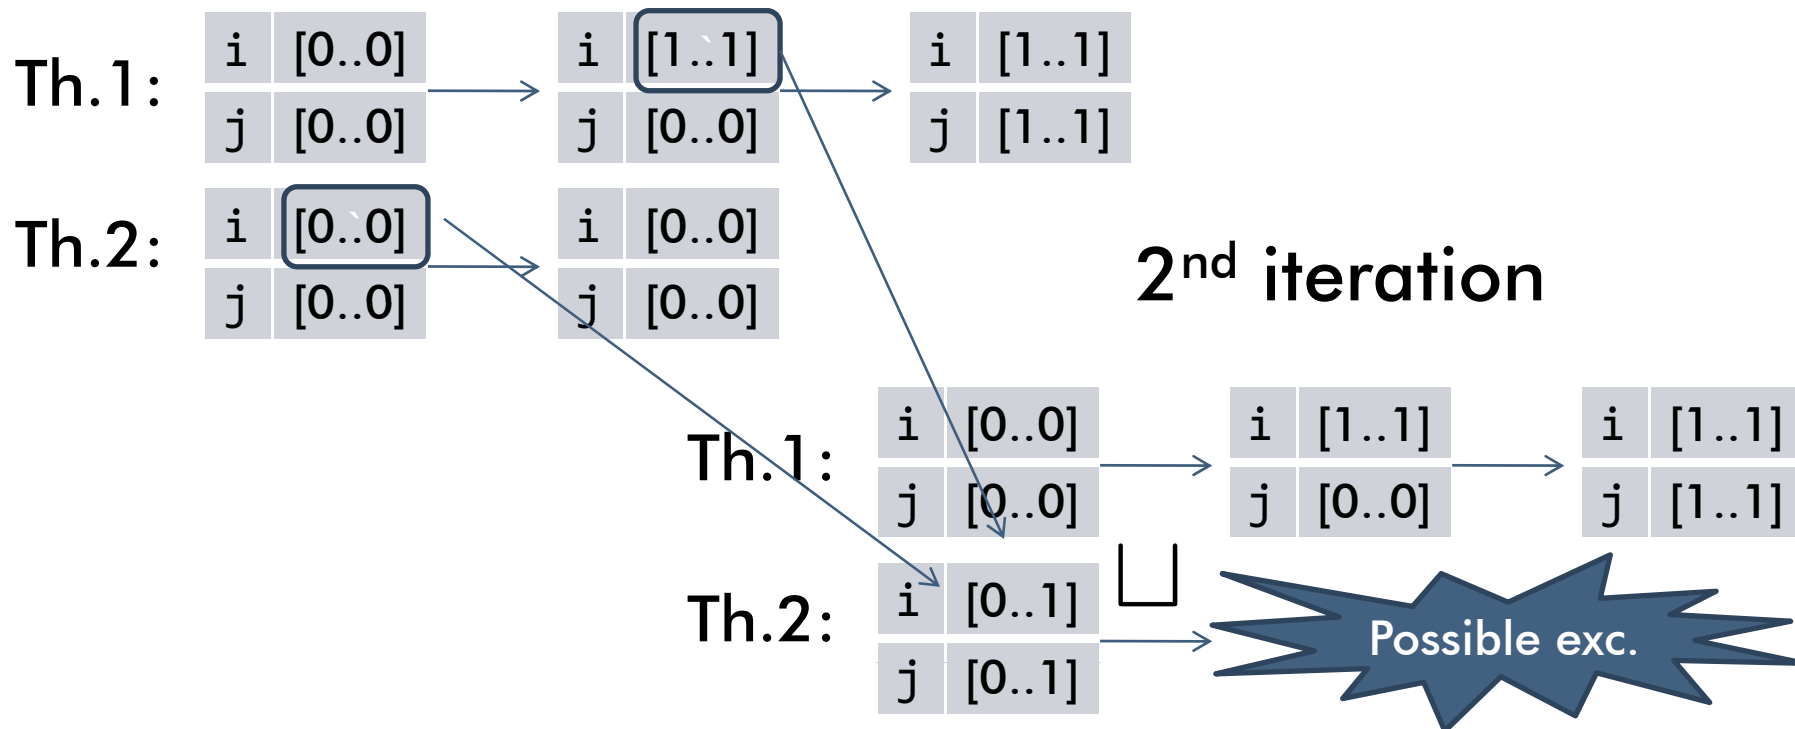 Th.1:
i [0..0] i [1..1] i [1..1]
j [0..0] j [0..0] j [1..1]
Th.2:
i [0..0] i [0..0]
j [0..0] j [0..0]
2nd iteration
Th.1:
i [0..0] i [1..1] i [1..1]
j [0..0] j [0..0] j [1..1]
Th.2:
i [0..1] ⊔
j [0..1]
Possible exc.